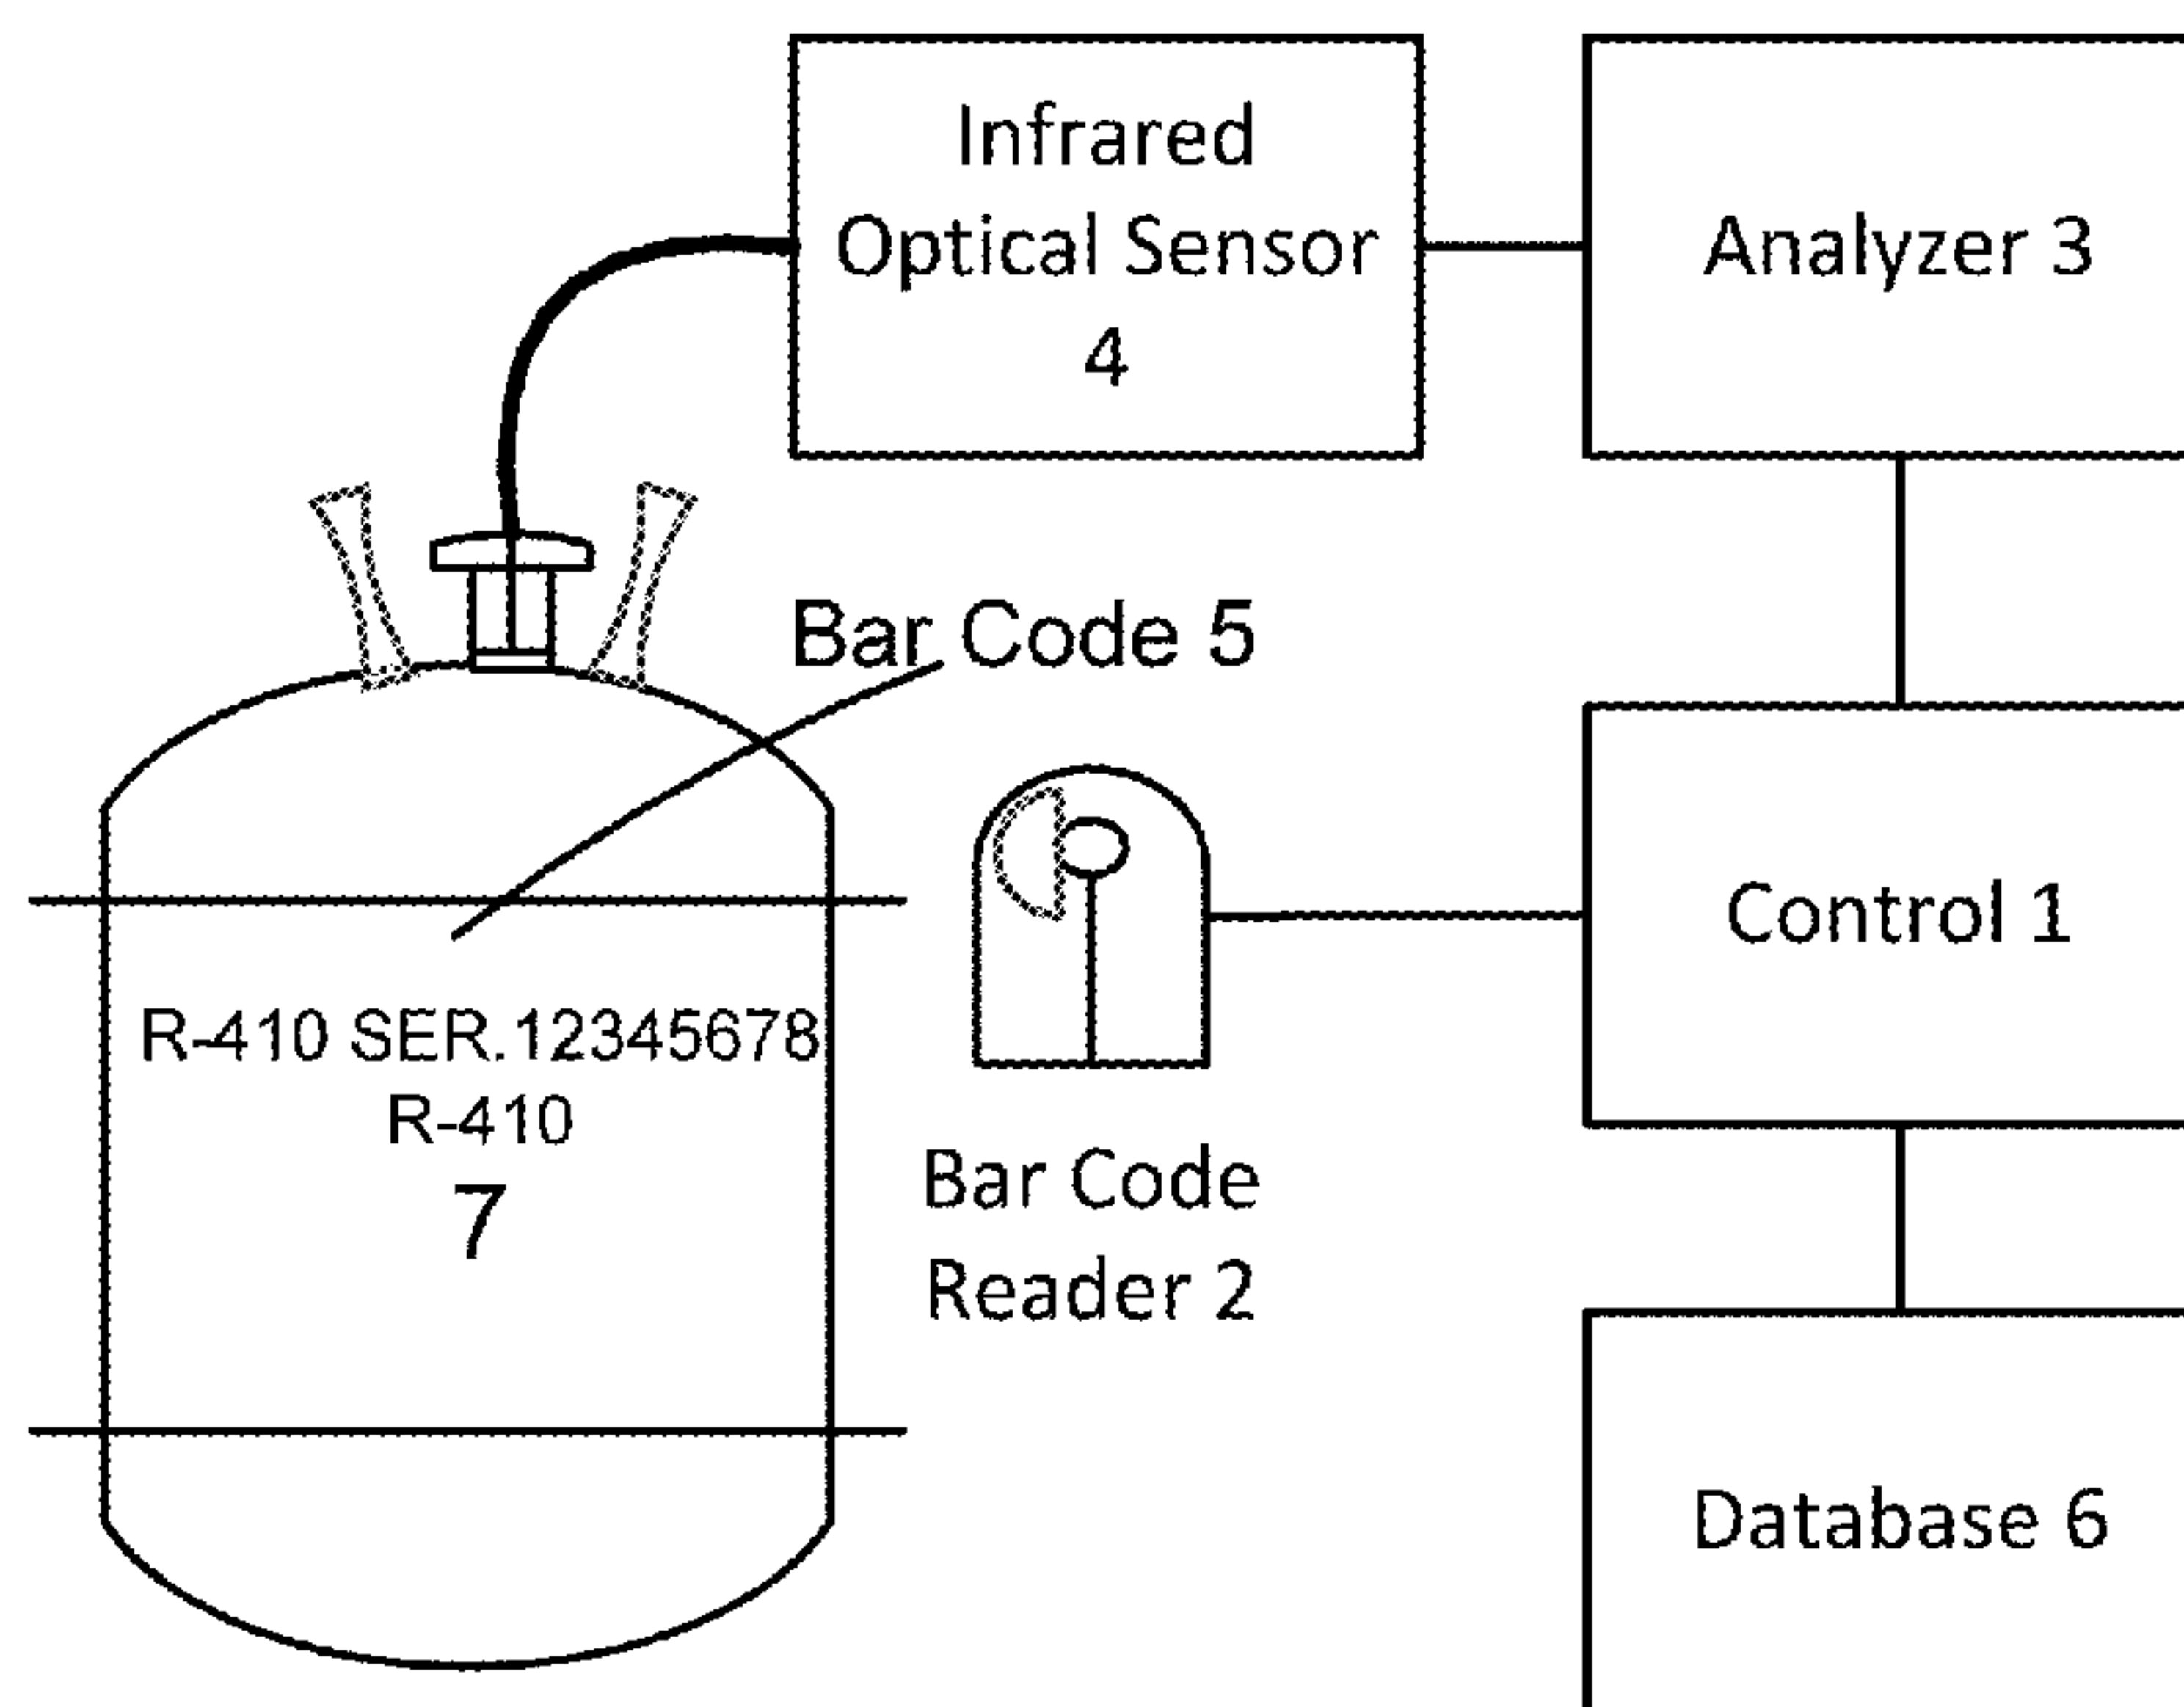 Infrared
Optical Sensor
4
Analyzer 3
Bar Code 5
Control 1
R-410 SER.12345678
R-410
7
Bar Code
Reader 2
Database 6